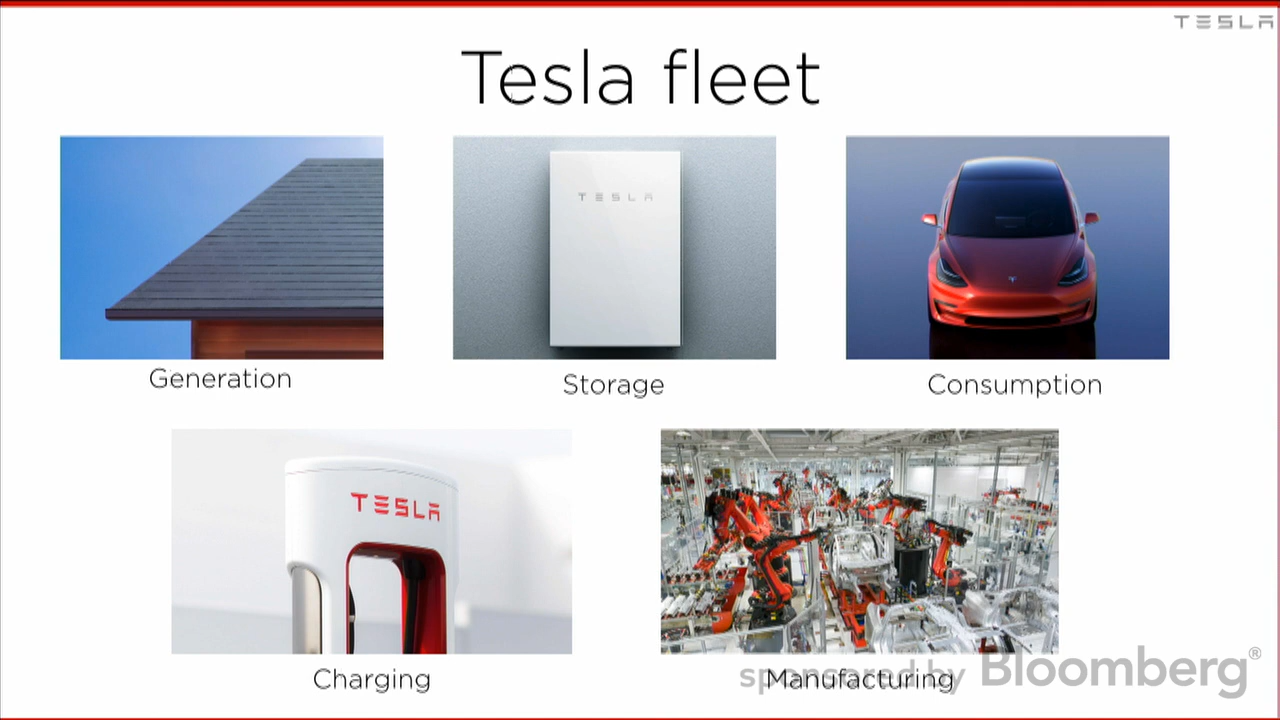 TESLA
Tesla fleet
TESLA
Generation
Storage
Consumption
TESLA
Charging
Manufacturing
sponsored by Bloomberg®